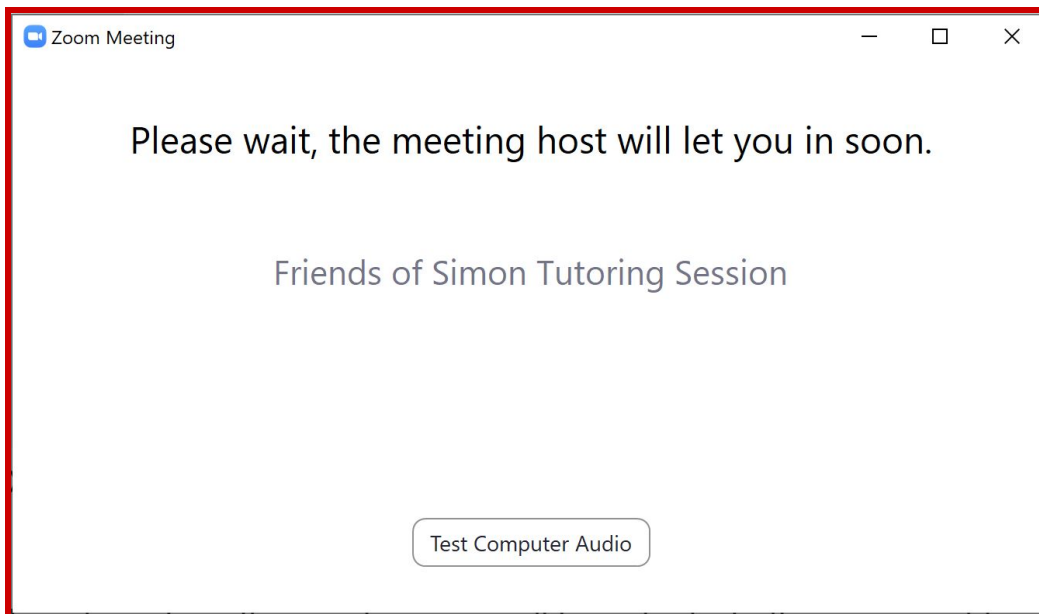 Zoom Meeting
Please wait, the meeting host will let you in soon.
Friends of Simon Tutoring Session
Test Computer Audio